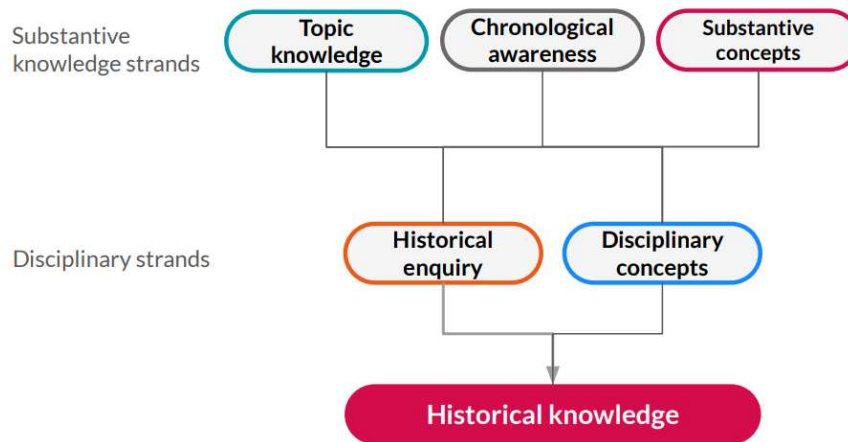 Substantive
knowledge strands
Topic
knowledge
Chronological
awareness
Substantive
concepts
Disciplinary strands
Historical
enquiry
Disciplinary
concepts
Historical knowledge